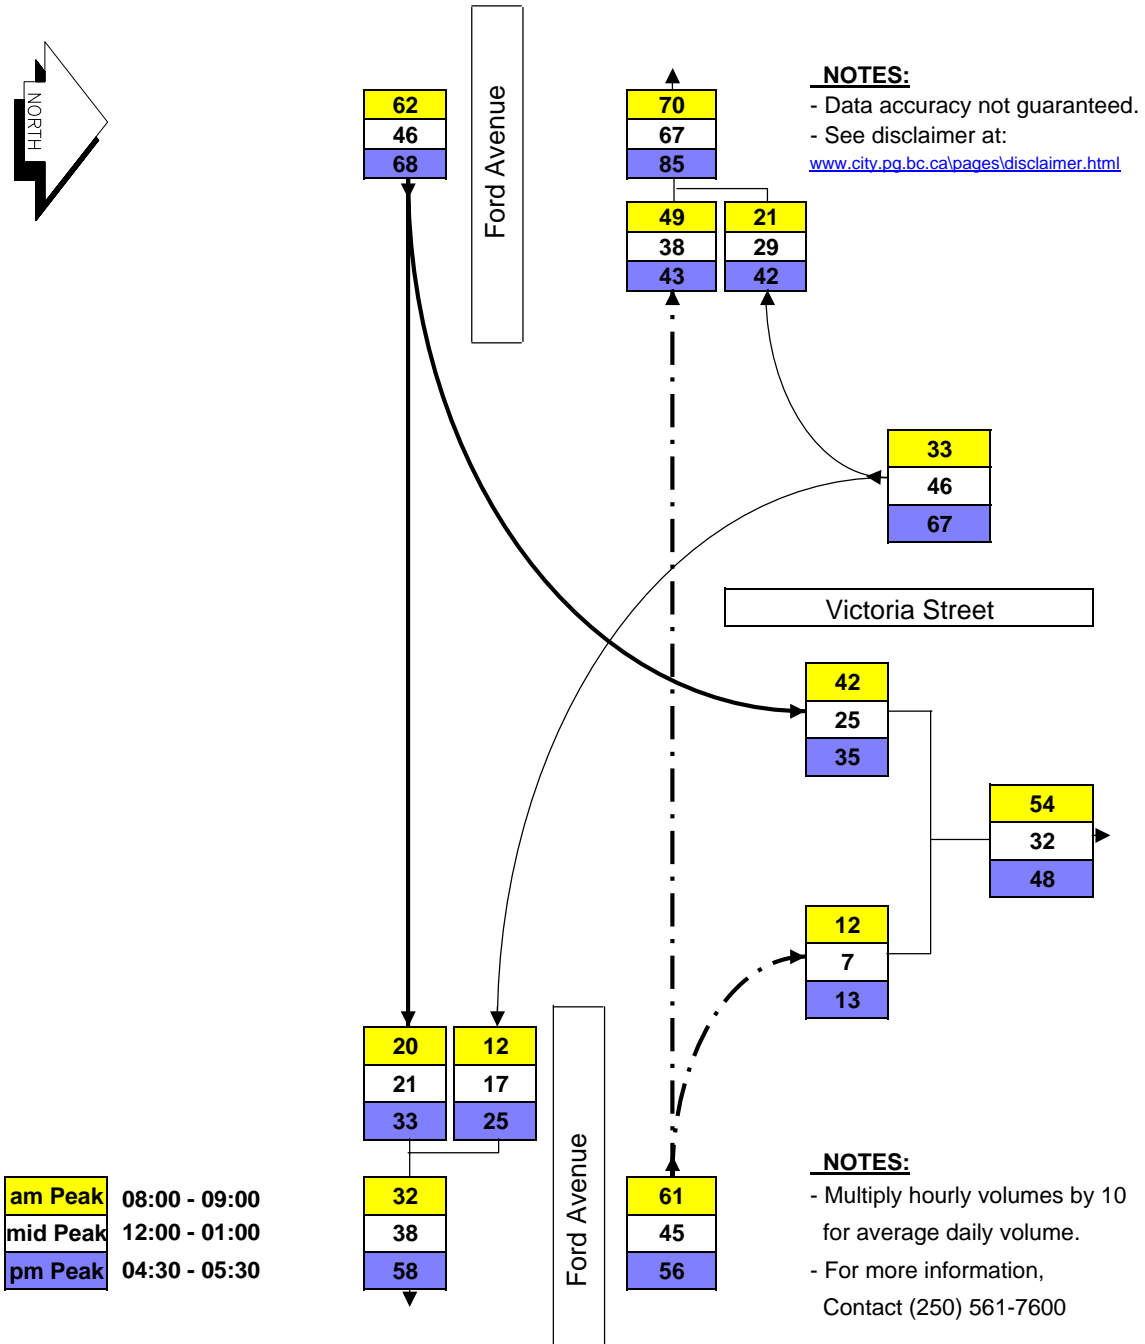 NORTH
62
46
68
Ford Avenue
70
67
85
NOTES:
- Data accuracy not guaranteed.
- See disclaimer at:
www.city.pg.bc.ca\pages\disclaimer.html
49
38
43
21
29
42
33
46
67
Victoria Street
42
25
35
54
32
48
12
7
13
20
21
33
12
17
25
Ford Avenue
am Peak 08:00 - 09:00
mid Peak 12:00 - 01:00
pm Peak 04:30 - 05:30
32
38
58
61
45
56
NOTES:
- Multiply hourly volumes by 10
for average daily volume.
- For more information,
Contact (250) 561-7600